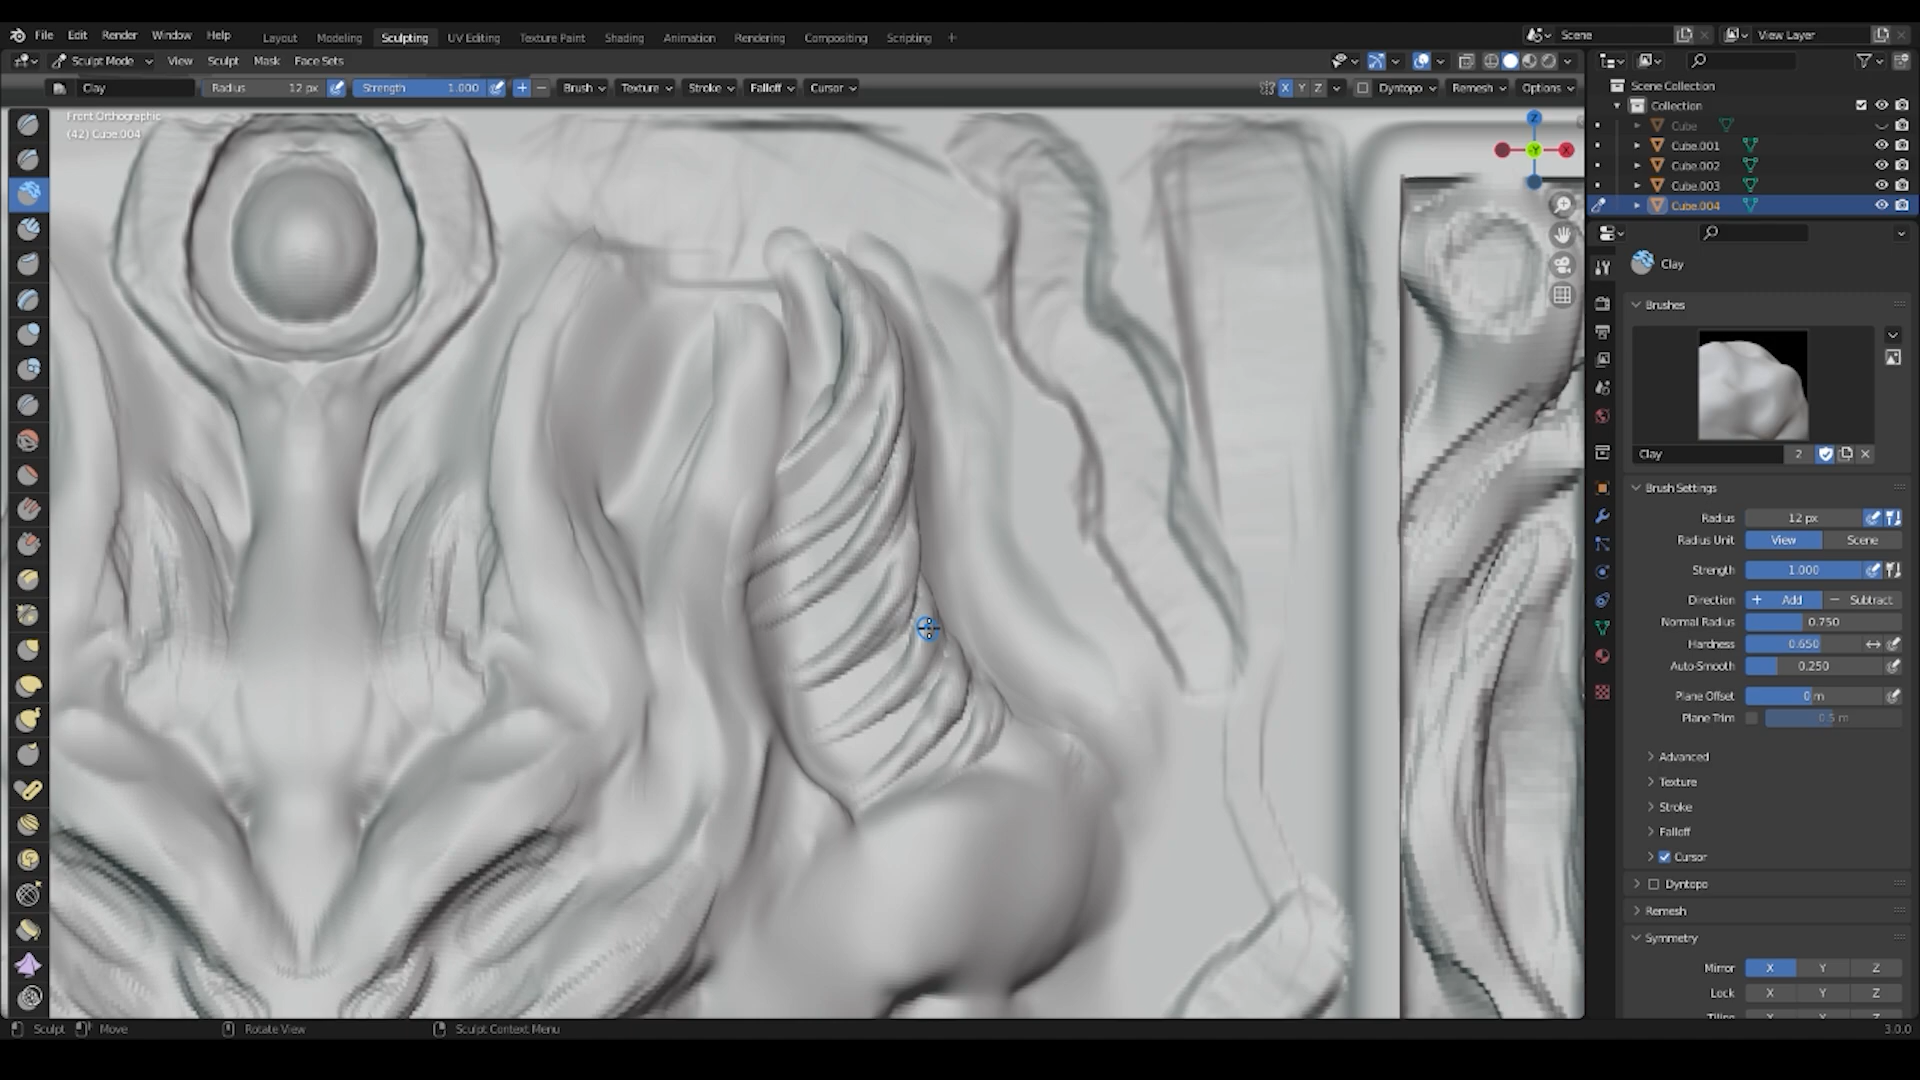 File Edit Render Window Help Layout Modeling Sculpting UV Editing Texture Paint Shading Animation Rendering Compositing Scripting + Scene View Layer
Sculpt Mode View Sculpt Mask Face Sets
Clay Radius 12 px Strength 1.000 + − Brush Texture Stroke Falloff Cursor X Y Z Dyntopo Remesh Options
Front Orthographic
(42) Cube.004
Z
-Y
X
Scene Collection
Collection
Cube
Cube.001
Cube.002
Cube.003
Cube.004
Clay
Brushes
Clay 2
Brush Settings
Radius 12 px
Radius Unit View Scene
Strength 1.000
Direction + Add − Subtract
Normal Radius 0.750
Hardness 0.650
Auto-Smooth 0.250
Plane Offset 0 m
Plane Trim 0.5 m
Advanced
Texture
Stroke
Falloff
Cursor
Dyntopo
Remesh
Symmetry
Mirror X Y Z
Lock X Y Z
Tiling X Y Z
Sculpt Move Rotate View Sculpt Context Menu 3.0.0